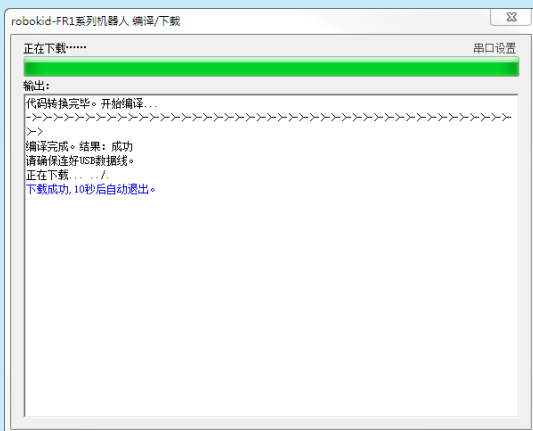 robokid-FR1系列机器人 编译/下载
正在下载······
串口设置
输出:
代码转换完毕。开始编译...
->->->->->->->->->->->->->->->->->->->->->->->->->->->-
>->
编译完成。结果: 成功
请确保连好USB数据线。
正在下载... ../.
下载成功,10秒后自动退出。